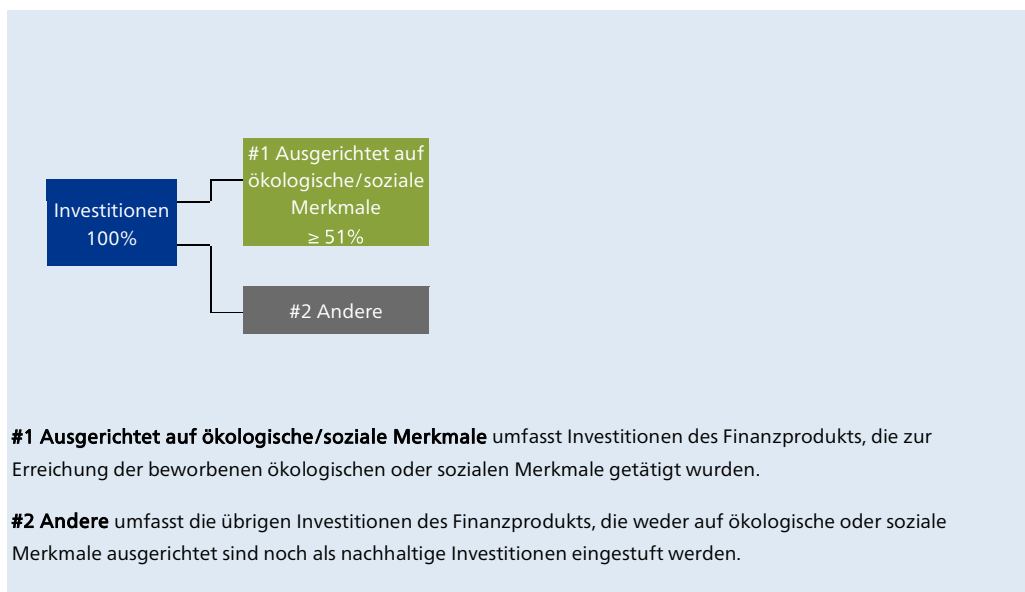 #1 Ausgerichtet auf
ökologische/soziale
Merkmale
≥ 51%
Investitionen
100%
#2 Andere
#1 Ausgerichtet auf ökologische/soziale Merkmale umfasst Investitionen des Finanzprodukts, die zur
Erreichung der beworbenen ökologischen oder sozialen Merkmale getätigt wurden.
#2 Andere umfasst die übrigen Investitionen des Finanzprodukts, die weder auf ökologische oder soziale
Merkmale ausgerichtet sind noch als nachhaltige Investitionen eingestuft werden.